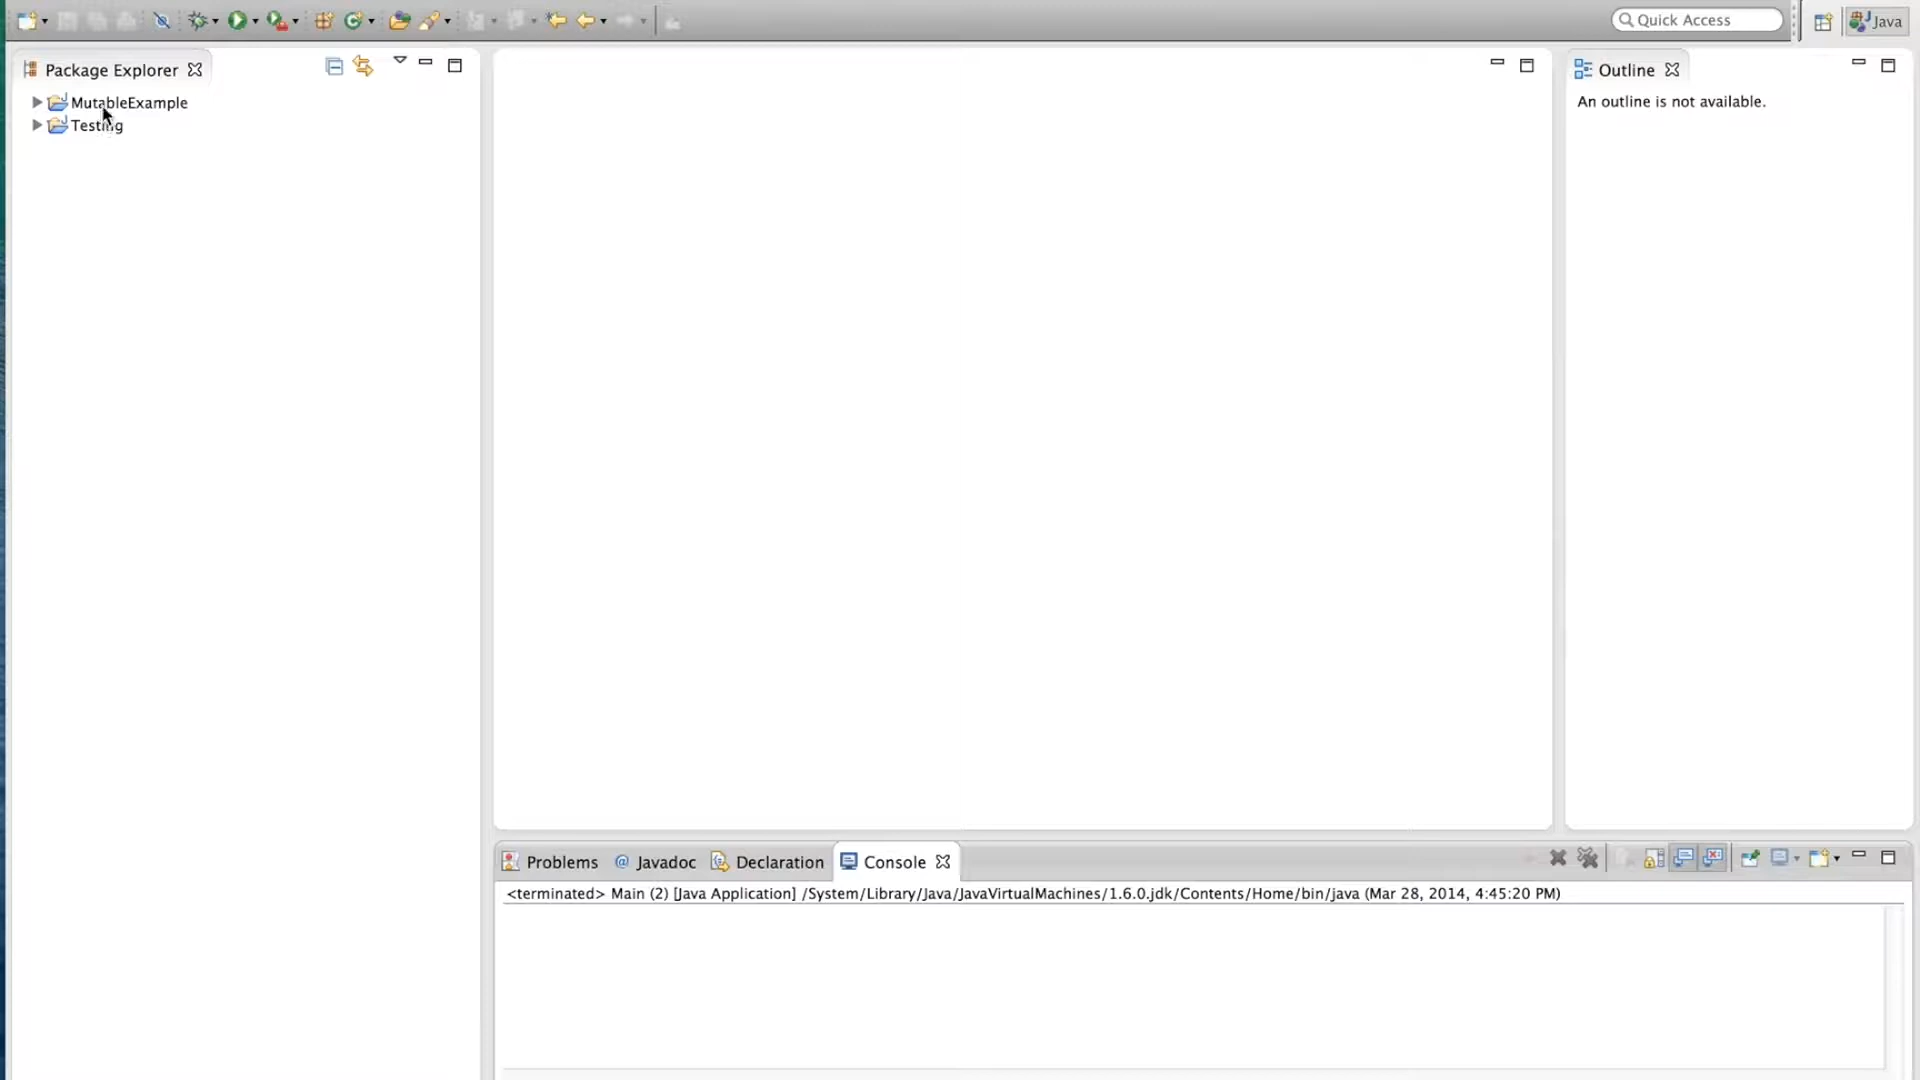 Quick Access
Java
Package Explorer
MutableExample
Testing
Outline
An outline is not available.
Problems
@ Javadoc
Declaration
Console
<terminated> Main (2) [Java Application] /System/Library/Java/JavaVirtualMachines/1.6.0.jdk/Contents/Home/bin/java (Mar 28, 2014, 4:45:20 PM)